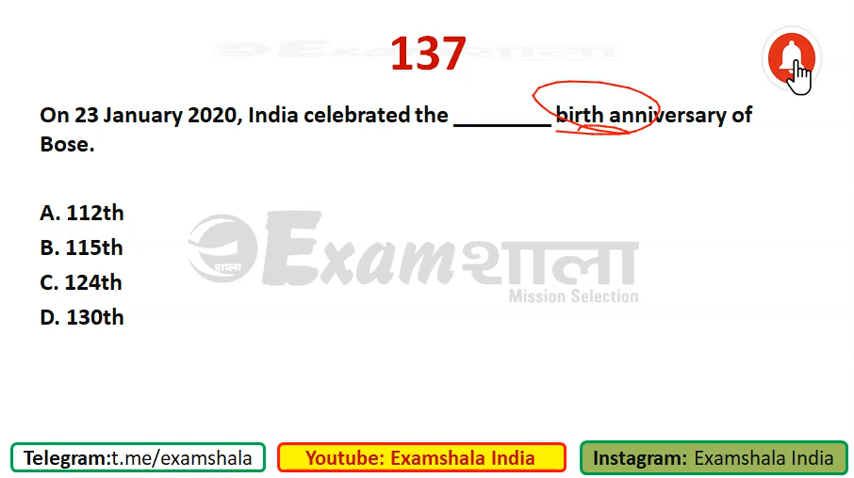 137
On 23 January 2020, India celebrated the _________ birth anniversary of
Bose.
A. 112th
B. 115th
C. 124th
D. 130th
शाला
Examशाला
Mission Selection
Telegram:t.me/examshala
Youtube: Examshala India
Instagram: Examshala India